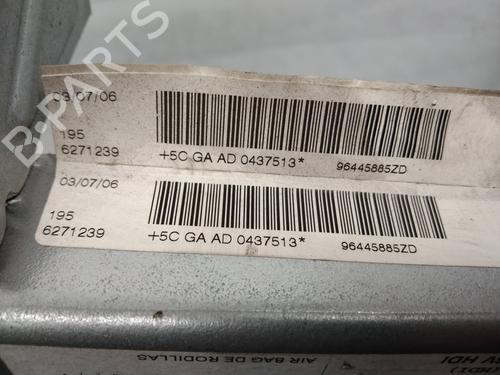 B-PARTS
03/07/06
195
6271239
+5C GA AD 0437513*
96445885ZD
03/07/06
195
6271239
+5C GA AD 0437513*
96445885ZD
AIR BAG DE RODILLAS
HDI